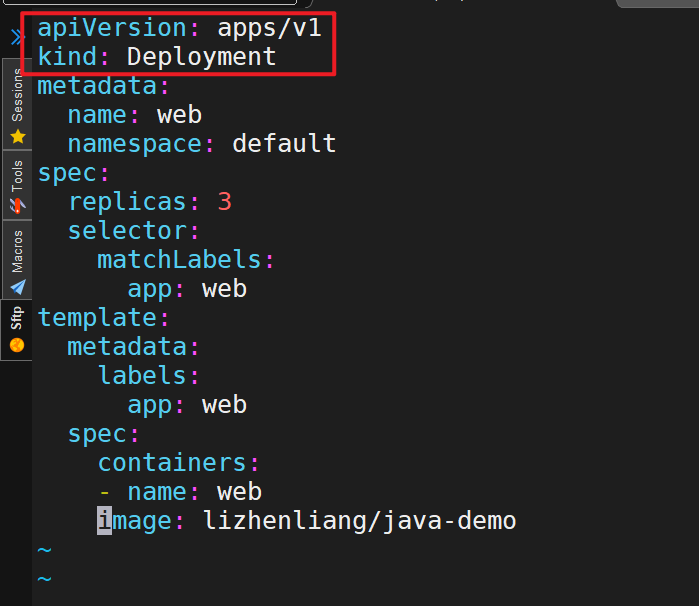 apiVersion: apps/v1
kind: Deployment
metadata:
  name: web
  namespace: default
spec:
  replicas: 3
  selector:
    matchLabels:
      app: web
template:
  metadata:
    labels:
      app: web
  spec:
    containers:
    - name: web
    image: lizhenliang/java-demo
~
~
Sessions
Tools
Macros
Sftp